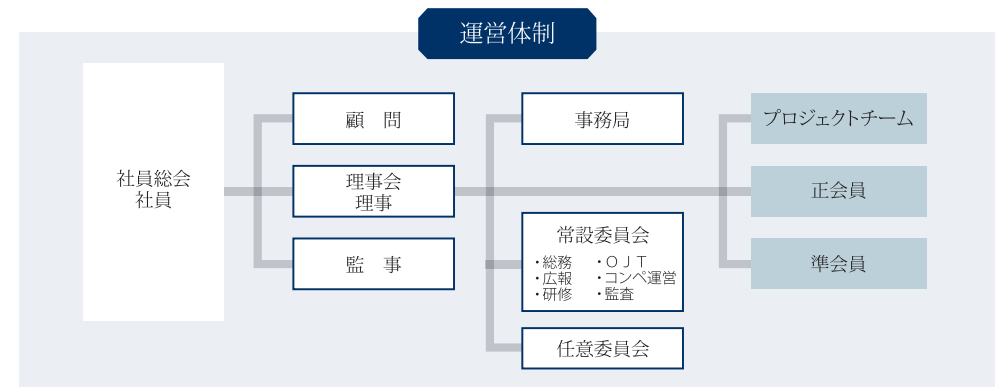 運営体制
社員総会
社員
顧　問
理事会
理事
監　事
事務局
常設委員会
・総務
・広報
・研修
・ＯＪＴ
・コンペ運営
・監査
任意委員会
プロジェクトチーム
正会員
準会員